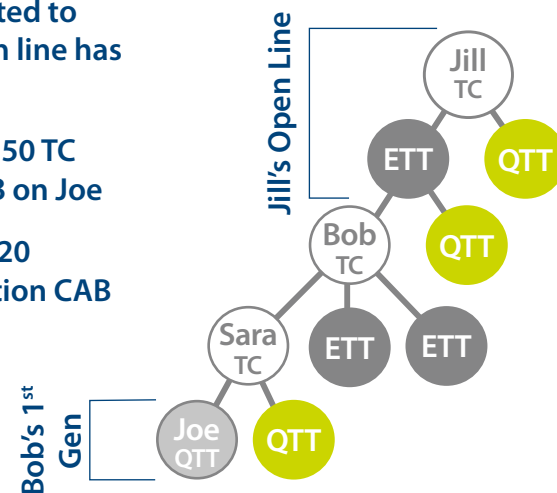 ted to
n line has
50 TC
3 on Joe
20
tion CAB
Jill's Open Line
Jill
TC
ETT
QTT
Bob
TC
QTT
Sara
TC
ETT
ETT
Bob's 1st
Gen
Joe
QTT
QTT